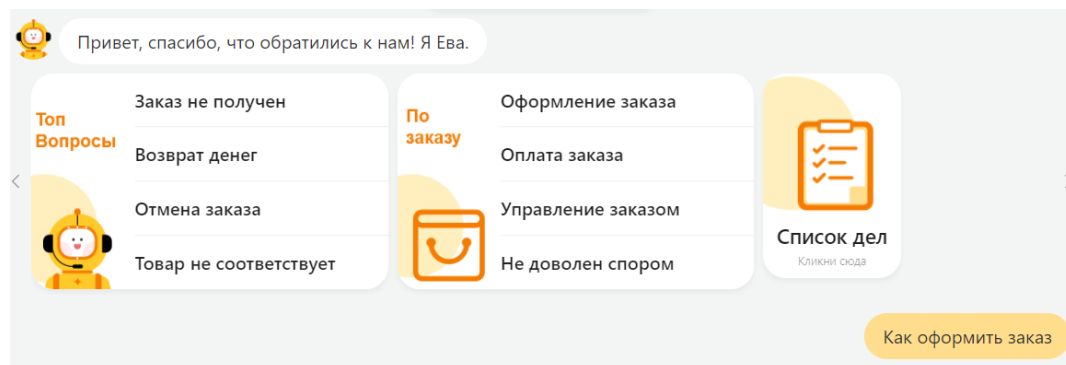 Привет, спасибо, что обратились к нам! Я Ева.
Топ
Вопросы
Заказ не получен
Возврат денег
Отмена заказа
Товар не соответствует
По
заказу
Оформление заказа
Оплата заказа
Управление заказом
Не доволен спором
Список дел
Кликни сюда
Как оформить заказ